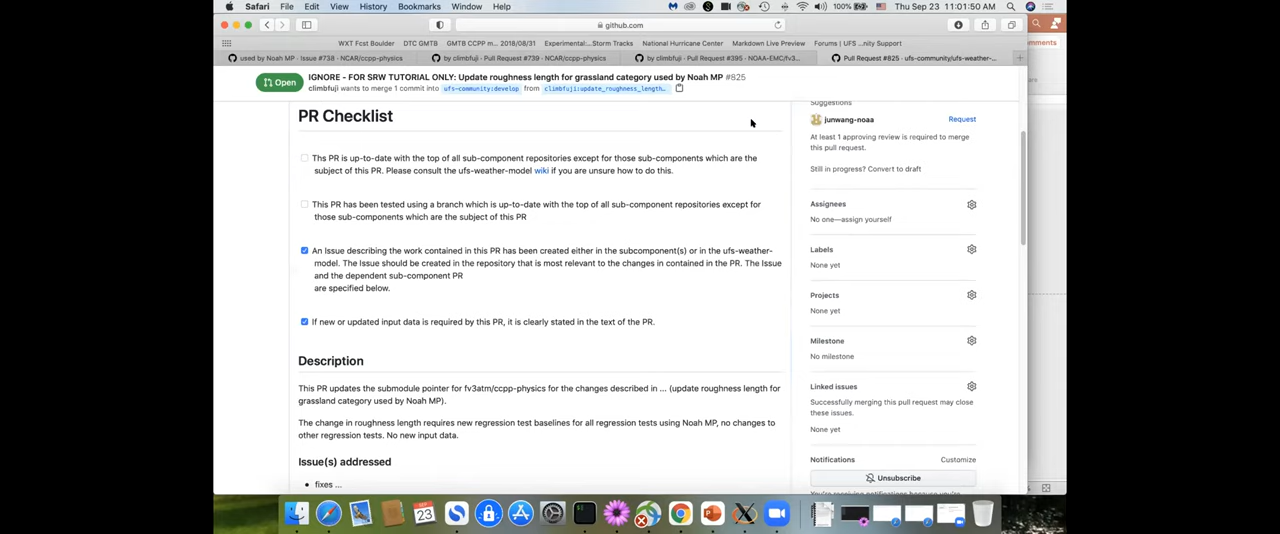 Safari File Edit View History Bookmarks Window Help
100% Thu Sep 23 11:01:50 AM
github.com
WXT Fcst Boulder DTC GMTB GMTB CCPP m... 2018/08/31 Experimental:...Storm Tracks National Hurricane Center Markdown Live Preview Forums | UFS ...nity Support
used by Noah MP · Issue #738 · NCAR/ccpp-physics by climbfuji · Pull Request #739 · NCAR/ccpp-physics by climbfuji · Pull Request #395 · NOAA-EMC/fv3... Pull Request #825 · ufs-community/ufs-weather-...
Open
IGNORE - FOR SRW TUTORIAL ONLY: Update roughness length for grassland category used by Noah MP #825
climbfuji wants to merge 1 commit into ufs-community:develop from climbfuji:update_roughness_length...
PR Checklist
Ths PR is up-to-date with the top of all sub-component repositories except for those sub-components which are the
subject of this PR. Please consult the ufs-weather-model wiki if you are unsure how to do this.
This PR has been tested using a branch which is up-to-date with the top of all sub-component repositories except for
those sub-components which are the subject of this PR
An Issue describing the work contained in this PR has been created either in the subcomponent(s) or in the ufs-weather-
model. The Issue should be created in the repository that is most relevant to the changes in contained in the PR. The Issue
and the dependent sub-component PR
are specified below.
If new or updated input data is required by this PR, it is clearly stated in the text of the PR.
Description
This PR updates the submodule pointer for fv3atm/ccpp-physics for the changes described in ... (update roughness length for
grassland category used by Noah MP).
The change in roughness length requires new regression test baselines for all regression tests using Noah MP, no changes to
other regression tests. No new input data.
Issue(s) addressed
fixes ...
Suggestions
junwang-noaa Request
At least 1 approving review is required to merge
this pull request.
Still in progress? Convert to draft
Assignees
No one—assign yourself
Labels
None yet
Projects
None yet
Milestone
No milestone
Linked issues
Successfully merging this pull request may close
these issues.
None yet
Notifications Customize
Unsubscribe
23